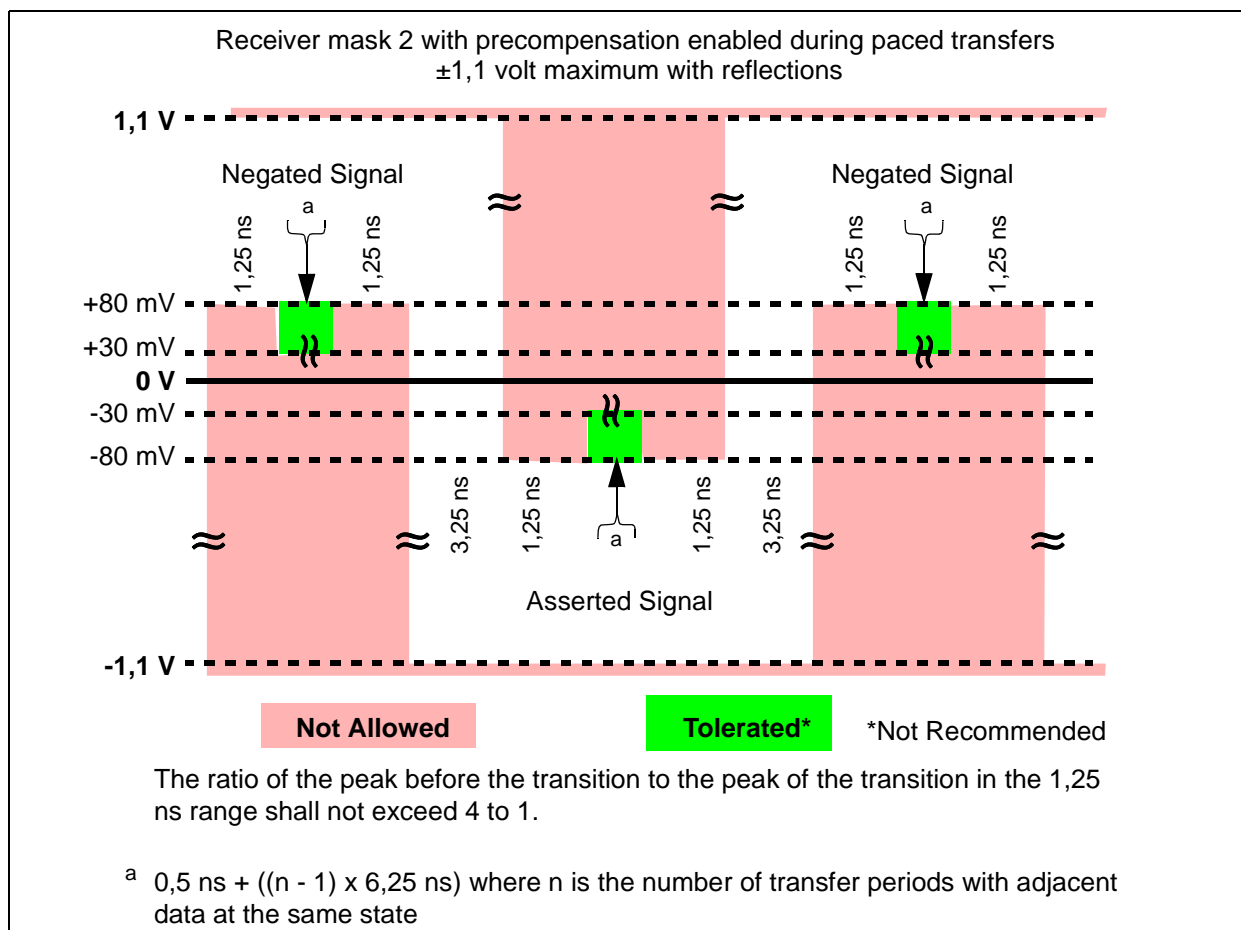 Receiver mask 2 with precompensation enabled during paced transfers
±1,1 volt maximum with reflections
1,1 V
Negated Signal
Negated Signal
a
a
1,25 ns
1,25 ns
1,25 ns
1,25 ns
+80 mV
+30 mV
0 V
-30 mV
-80 mV
3,25 ns
1,25 ns
a
1,25 ns
3,25 ns
Asserted Signal
-1,1 V
Not Allowed
Tolerated*
*Not Recommended
The ratio of the peak before the transition to the peak of the transition in the 1,25
ns range shall not exceed 4 to 1.
a 0,5 ns + ((n - 1) x 6,25 ns) where n is the number of transfer periods with adjacent
data at the same state